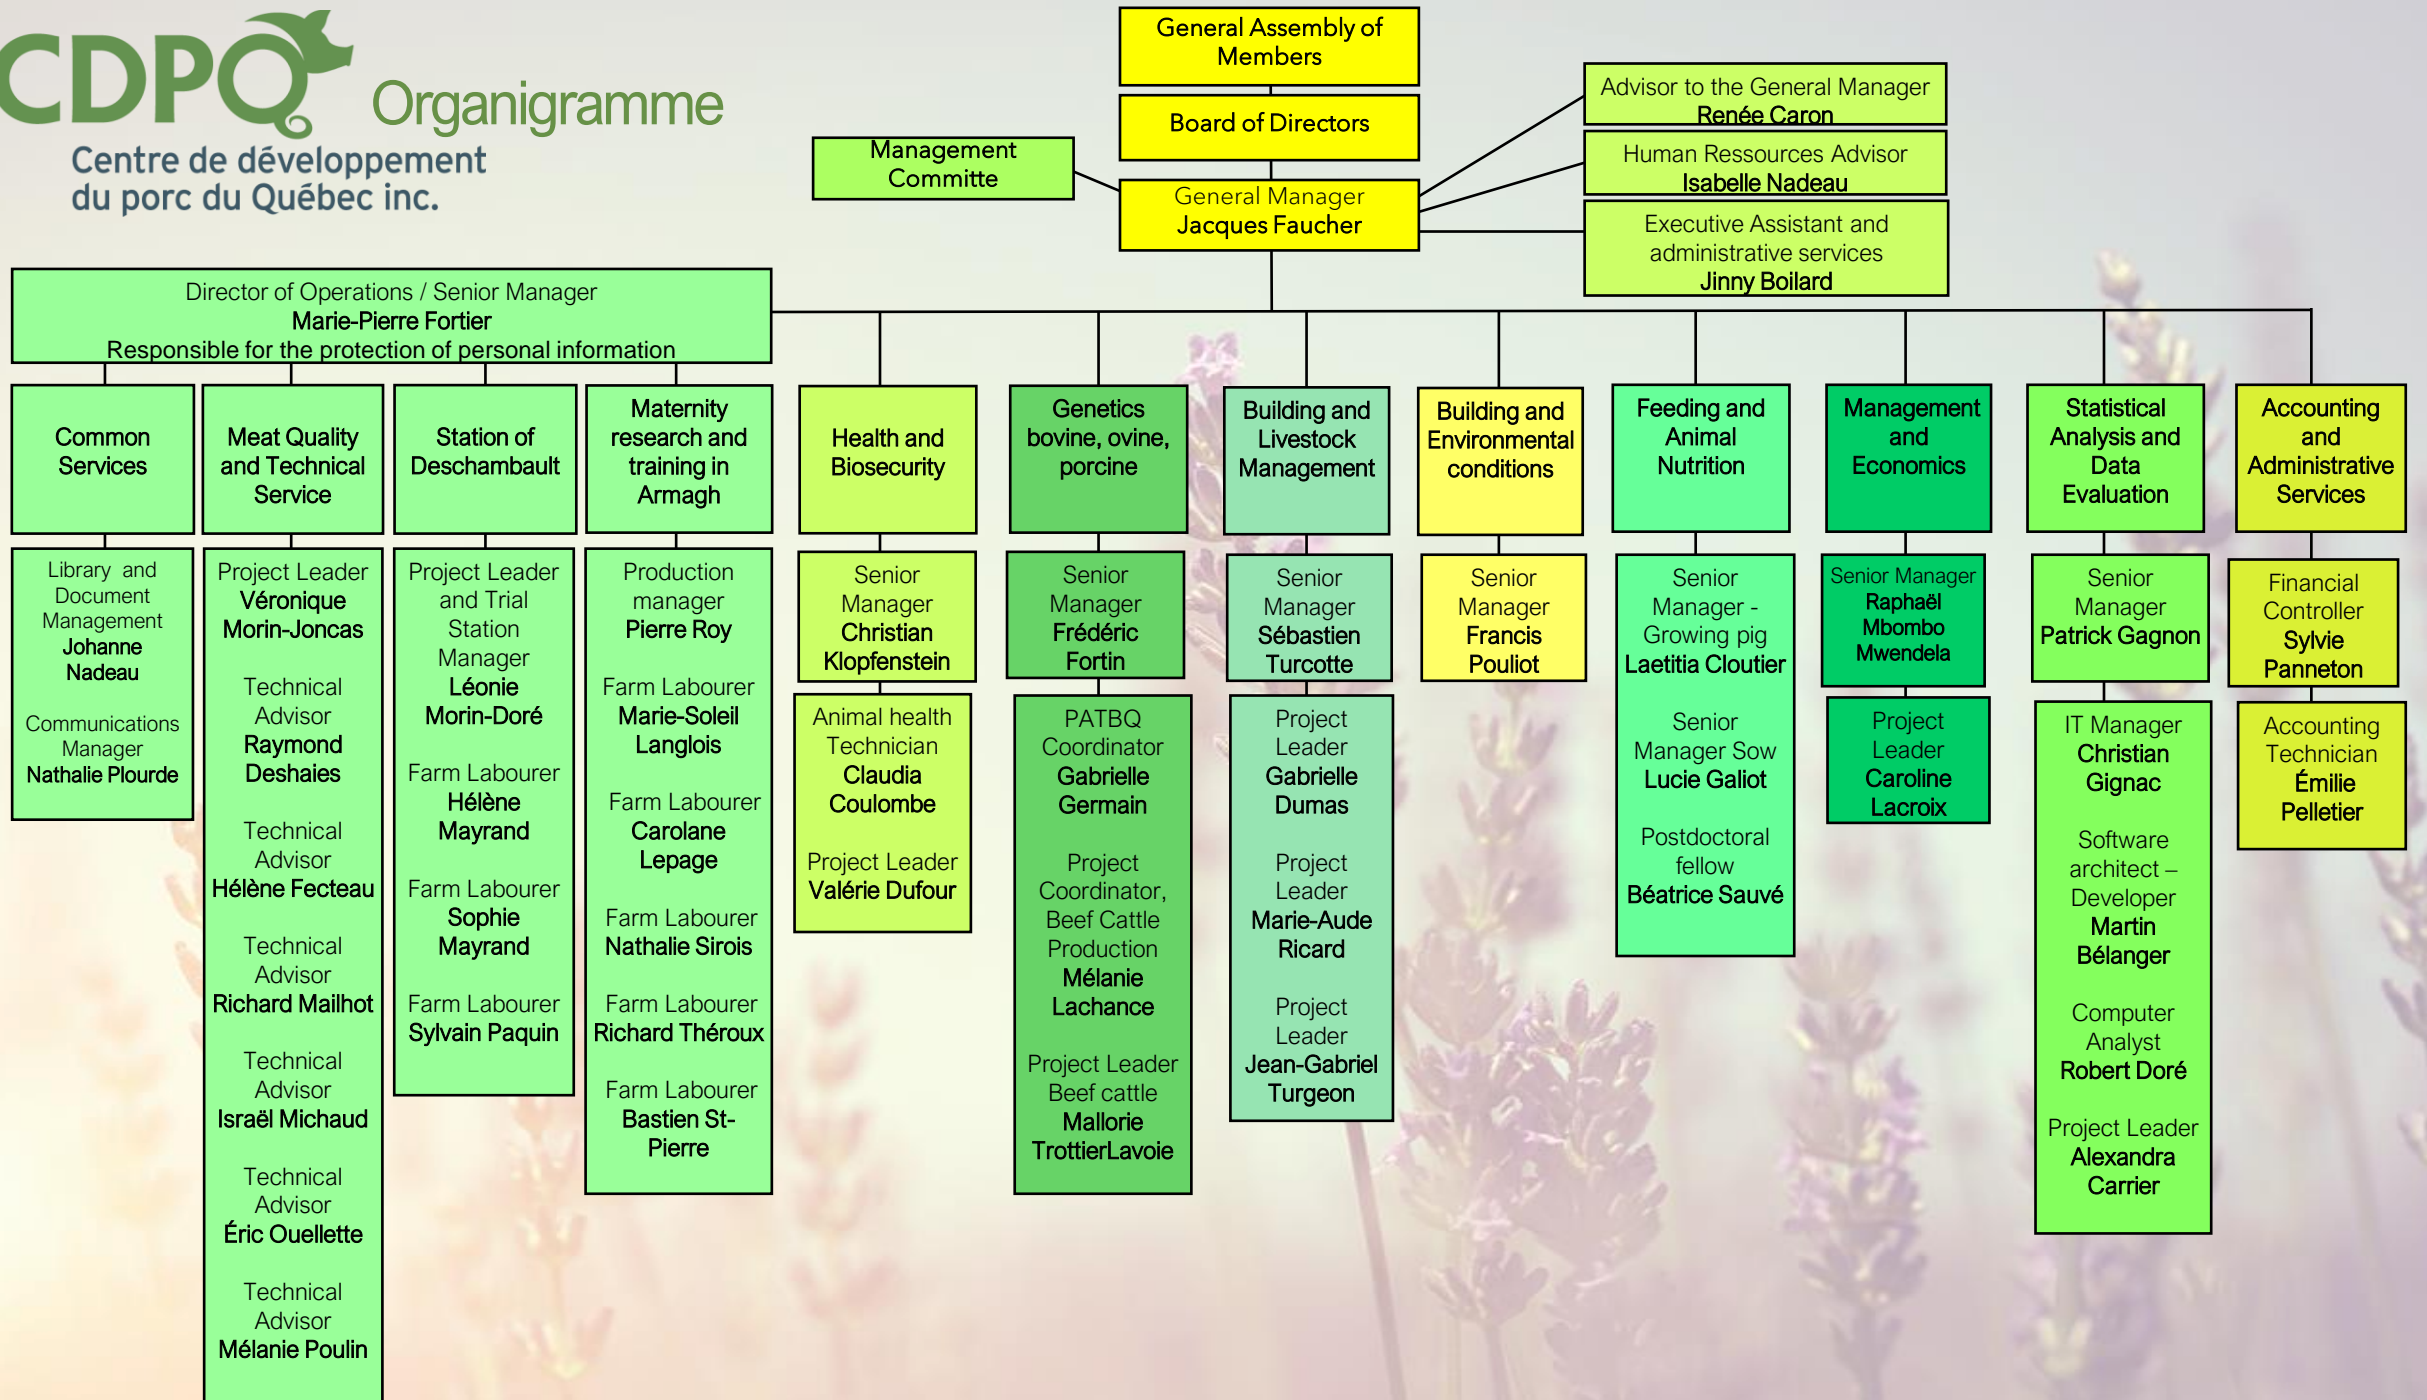 CDPQ
Organigramme
Centre de développement
du porc du Québec inc.
General Assembly of
Members
Board of Directors
Management
Committe
General Manager
Jacques Faucher
Advisor to the General Manager
Renée Caron
Human Ressources Advisor
Isabelle Nadeau
Executive Assistant and
administrative services
Jinny Boilard
Director of Operations / Senior Manager
Marie-Pierre Fortier
Responsible for the protection of personal information
Common
Services
Library and
Document
Management
Johanne
Nadeau
Communications
Manager
Nathalie Plourde
Meat Quality
and Technical
Service
Project Leader
Véronique
Morin-Joncas
Technical
Advisor
Raymond
Deshaies
Technical
Advisor
Hélène Fecteau
Technical
Advisor
Richard Mailhot
Technical
Advisor
Israël Michaud
Technical
Advisor
Éric Ouellette
Technical
Advisor
Mélanie Poulin
Station of
Deschambault
Project Leader
and Trial
Station
Manager
Léonie
Morin-Doré
Farm Labourer
Hélène
Mayrand
Farm Labourer
Sophie
Mayrand
Farm Labourer
Sylvain Paquin
Maternity
research and
training in
Armagh
Production
manager
Pierre Roy
Farm Labourer
Marie-Soleil
Langlois
Farm Labourer
Carolane
Lepage
Farm Labourer
Nathalie Sirois
Farm Labourer
Richard Théroux
Farm Labourer
Bastien St-
Pierre
Health and
Biosecurity
Senior
Manager
Christian
Klopfenstein
Animal health
Technician
Claudia
Coulombe
Project Leader
Valérie Dufour
Genetics
bovine, ovine,
porcine
Senior
Manager
Frédéric
Fortin
PATBQ
Coordinator
Gabrielle
Germain
Project
Coordinator,
Beef Cattle
Production
Mélanie
Lachance
Project Leader
Beef cattle
Mallorie
TrottierLavoie
Building and
Livestock
Management
Senior
Manager
Sébastien
Turcotte
Project
Leader
Gabrielle
Dumas
Project
Leader
Marie-Aude
Ricard
Project
Leader
Jean-Gabriel
Turgeon
Building and
Environmental
conditions
Senior
Manager
Francis
Pouliot
Feeding and
Animal
Nutrition
Senior
Manager -
Growing pig
Laetitia Cloutier
Senior
Manager Sow
Lucie Galiot
Postdoctoral
fellow
Béatrice Sauvé
Management
and
Economics
Senior Manager
Raphaël
Mbombo
Mwendela
Project
Leader
Caroline
Lacroix
Statistical
Analysis and
Data
Evaluation
Senior
Manager
Patrick Gagnon
IT Manager
Christian
Gignac
Software
architect –
Developer
Martin
Bélanger
Computer
Analyst
Robert Doré
Project Leader
Alexandra
Carrier
Accounting
and
Administrative
Services
Financial
Controller
Sylvie
Panneton
Accounting
Technician
Émilie
Pelletier